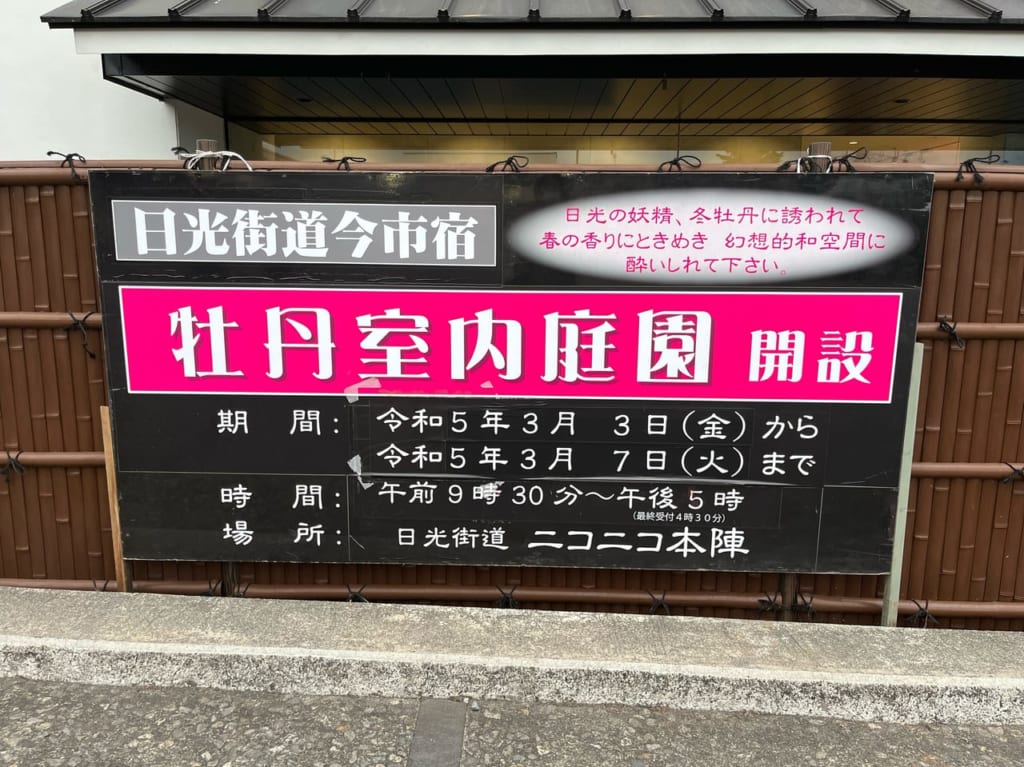 日光街道今市宿
日光の妖精、冬牡丹に誘われて
春の香りにときめき 幻想的和空間に
酔いしれて下さい。
牡丹室内庭園 開設
期間: 令和5年3月 3日(金)から
令和5年3月 7日(火)まで
時間: 午前9時30分〜午後5時
(最終受付4時30分)
場所: 日光街道 ニコニコ本陣